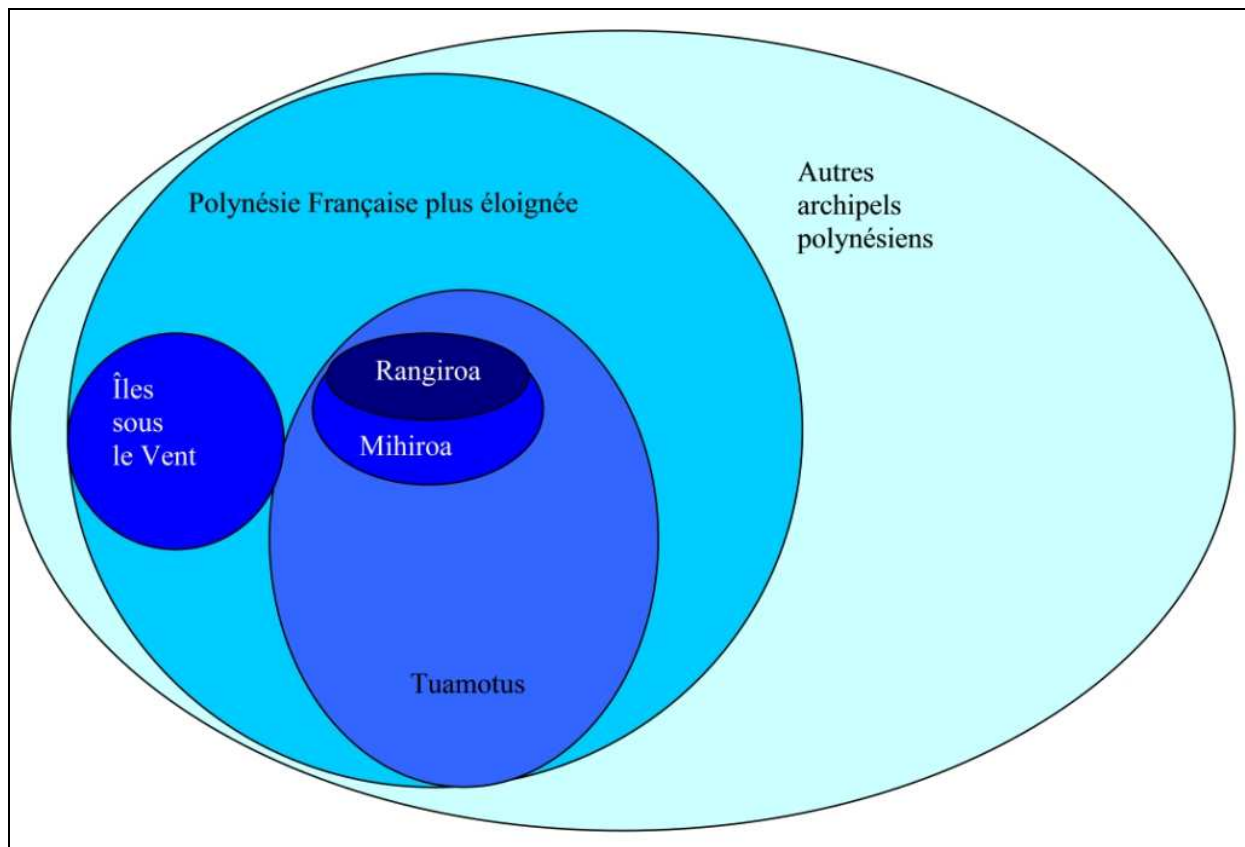 Autres
archipels
polynésiens
Polynésie Française plus éloignée
Rangiroa
Îles
sous
le Vent
Mihiroa
Tuamotus